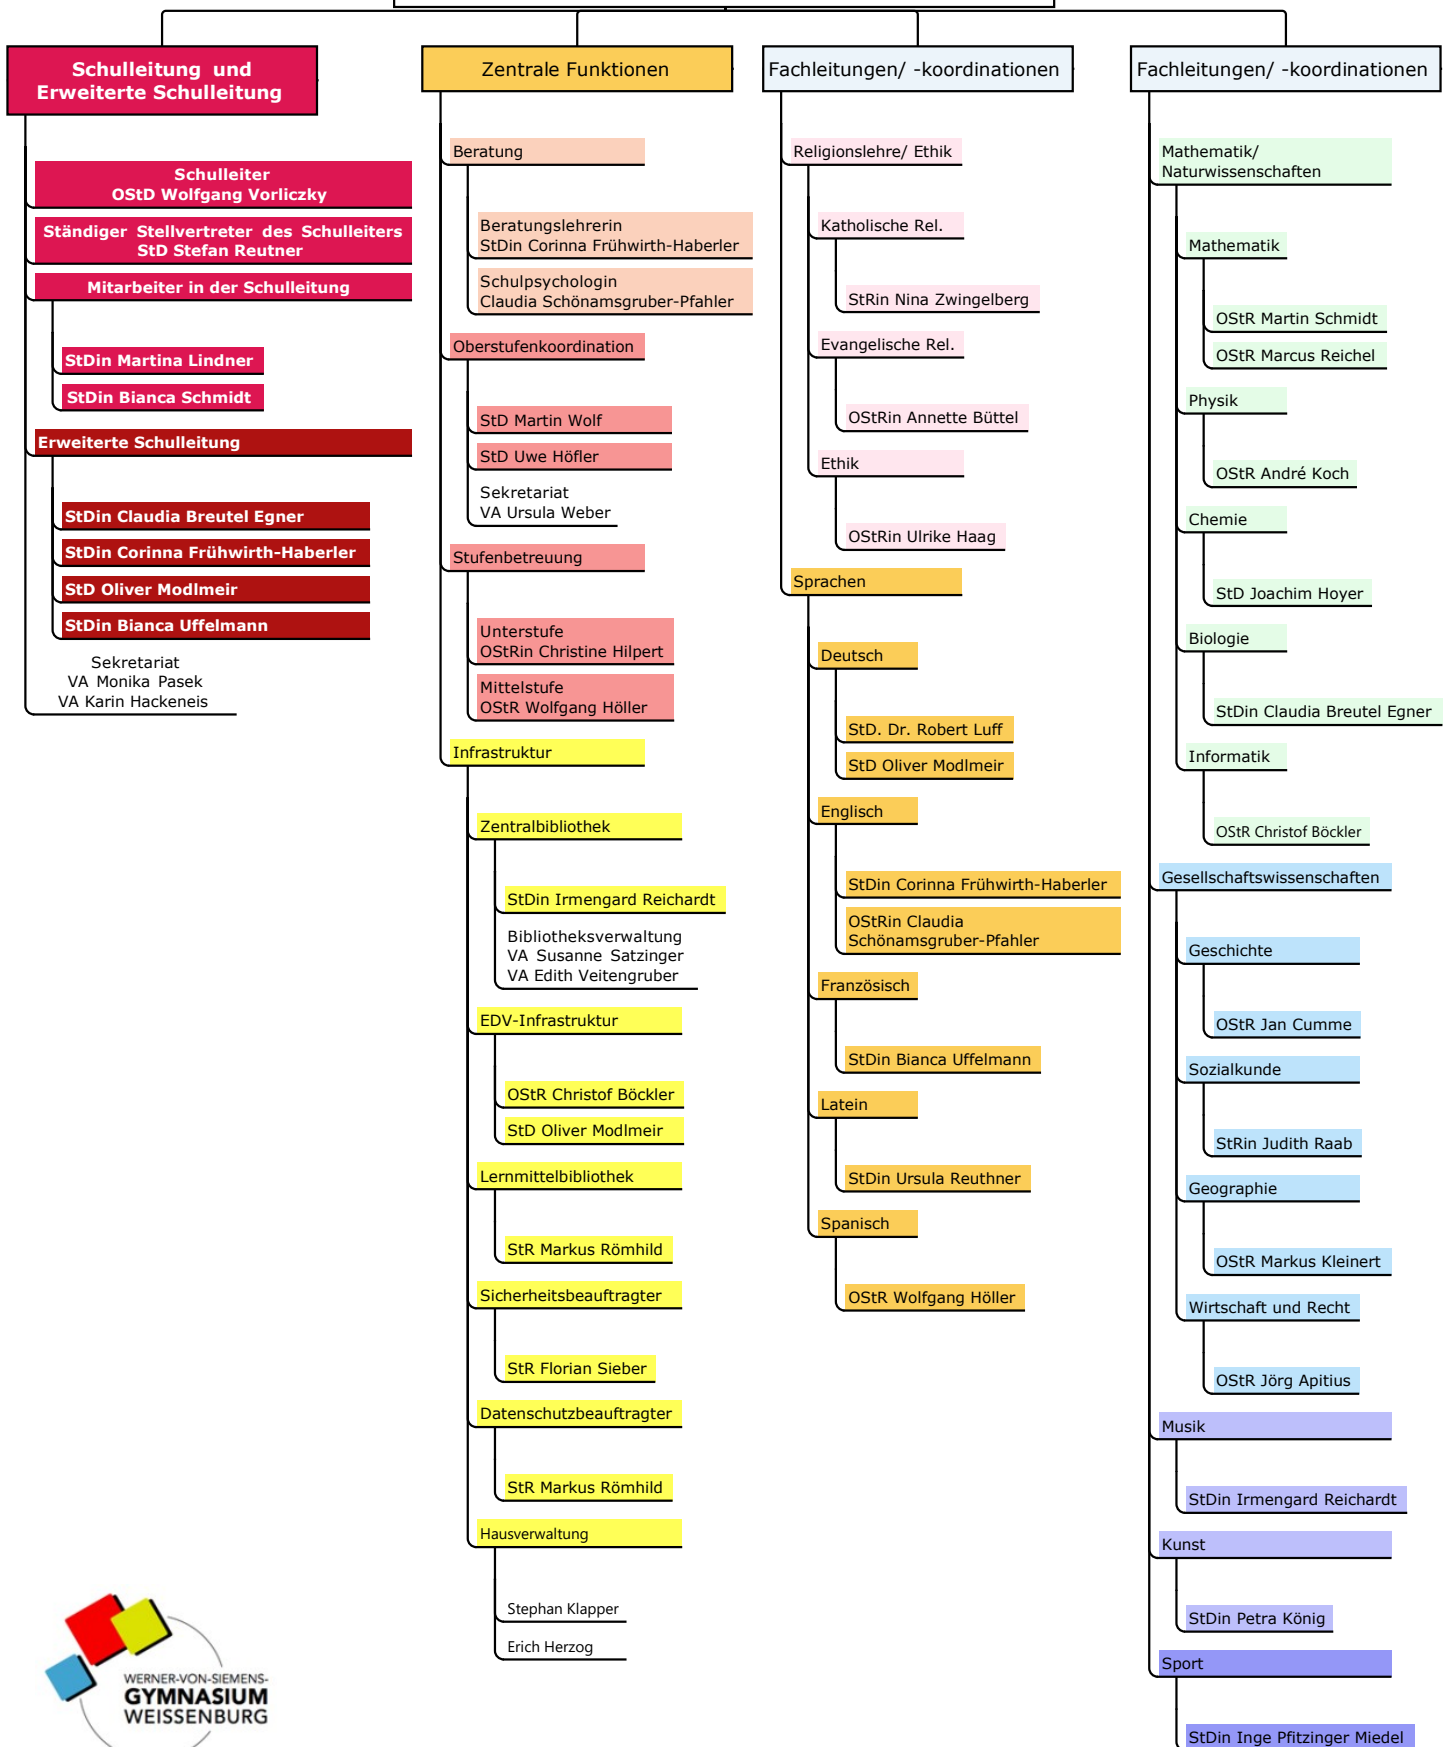 Schulleitung und
Erweiterte Schulleitung
Schulleiter
OStD Wolfgang Vorliczky
Ständiger Stellvertreter des Schulleiters
StD Stefan Reutner
Mitarbeiter in der Schulleitung
StDin Martina Lindner
StDin Bianca Schmidt
Erweiterte Schulleitung
StDin Claudia Breutel Egner
StDin Corinna Frühwirth-Haberler
StD Oliver Modlmeir
StDin Bianca Uffelmann
Sekretariat
VA Monika Pasek
VA Karin Hackeneis
Zentrale Funktionen
Beratung
Beratungslehrerin
StDin Corinna Frühwirth-Haberler
Schulpsychologin
Claudia Schönamsgruber-Pfahler
Oberstufenkoordination
StD Martin Wolf
StD Uwe Höfler
Sekretariat
VA Ursula Weber
Stufenbetreuung
Unterstufe
OStRin Christine Hilpert
Mittelstufe
OStR Wolfgang Höller
Infrastruktur
Zentralbibliothek
StDin Irmengard Reichardt
Bibliotheksverwaltung
VA Susanne Satzinger
VA Edith Veitengruber
EDV-Infrastruktur
OStR Christof Böckler
StD Oliver Modlmeir
Lernmittelbibliothek
StR Markus Römhild
Sicherheitsbeauftragter
StR Florian Sieber
Datenschutzbeauftragter
StR Markus Römhild
Hausverwaltung
Stephan Klapper
Erich Herzog
Fachleitungen/ -koordinationen
Religionslehre/ Ethik
Katholische Rel.
StRin Nina Zwingelberg
Evangelische Rel.
OStRin Annette Büttel
Ethik
OStRin Ulrike Haag
Sprachen
Deutsch
StD. Dr. Robert Luff
StD Oliver Modlmeir
Englisch
StDin Corinna Frühwirth-Haberler
OStRin Claudia
Schönamsgruber-Pfahler
Französisch
StDin Bianca Uffelmann
Latein
StDin Ursula Reuthner
Spanisch
OStR Wolfgang Höller
Fachleitungen/ -koordinationen
Mathematik/
Naturwissenschaften
Mathematik
OStR Martin Schmidt
OStR Marcus Reichel
Physik
OStR André Koch
Chemie
StD Joachim Hoyer
Biologie
StDin Claudia Breutel Egner
Informatik
OStR Christof Böckler
Gesellschaftswissenschaften
Geschichte
OStR Jan Cumme
Sozialkunde
StRin Judith Raab
Geographie
OStR Markus Kleinert
Wirtschaft und Recht
OStR Jörg Apitius
Musik
StDin Irmengard Reichardt
Kunst
StDin Petra König
Sport
StDin Inge Pfitzinger Miedel
WERNER-VON-SIEMENS-
GYMNASIUM
WEISSENBURG